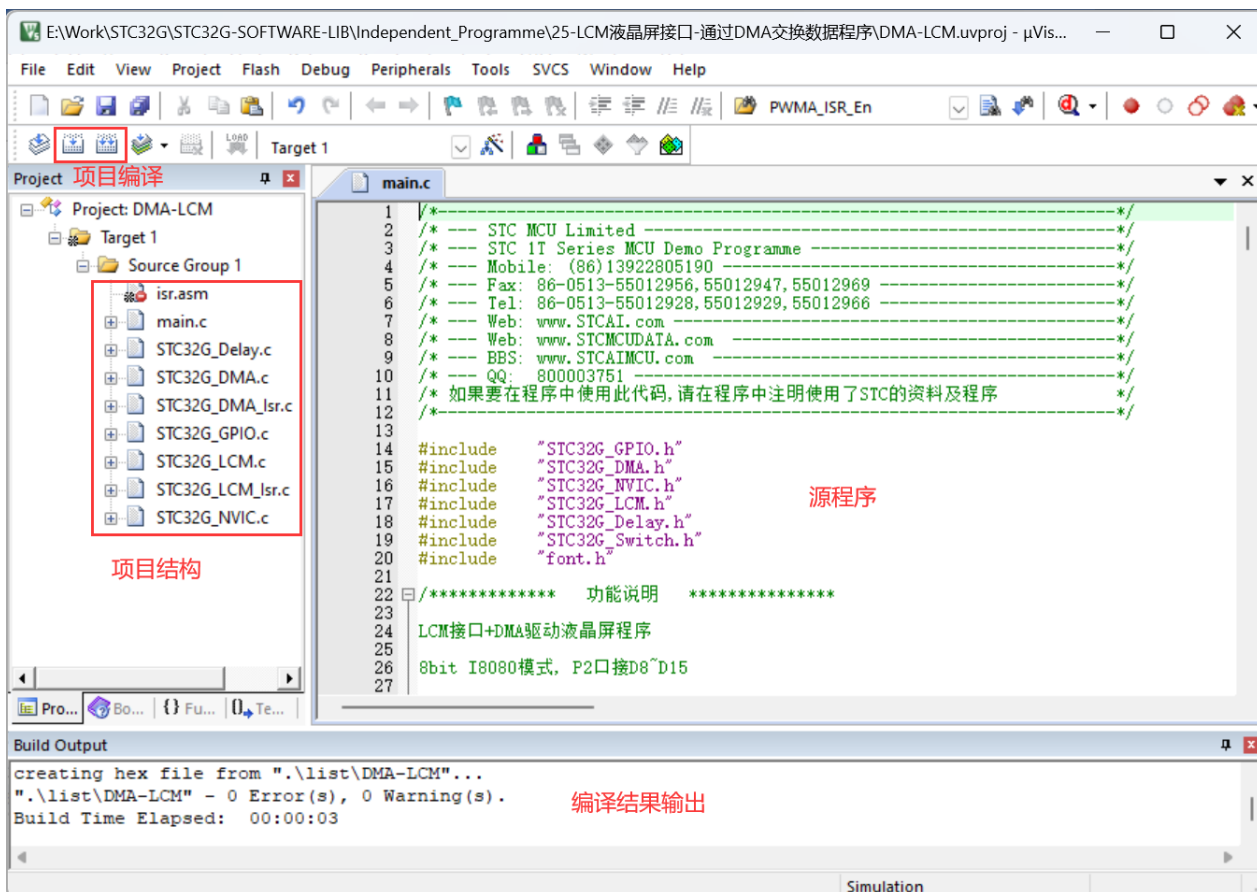 E:\Work\STC32G\STC32G-SOFTWARE-LIB\Independent_Programme\25-LCM液晶屏接口-通过DMA交换数据程序\DMA-LCM.uvproj - µVis...
File Edit View Project Flash Debug Peripherals Tools SVCS Window Help
PWMA_ISR_En
LOAD
Target 1
Project 项目编译
main.c
Project: DMA-LCM
Target 1
Source Group 1
isr.asm
main.c
STC32G_Delay.c
STC32G_DMA.c
STC32G_DMA_Isr.c
STC32G_GPIO.c
STC32G_LCM.c
STC32G_LCM_Isr.c
STC32G_NVIC.c
项目结构
1 /*---------------------------------------------------------------------*/
2 /* --- STC MCU Limited ------------------------------------------------*/
3 /* --- STC 1T Series MCU Demo Programme -------------------------------*/
4 /* --- Mobile: (86)13922805190 ----------------------------------------*/
5 /* --- Fax: 86-0513-55012956,55012947,55012969 ------------------------*/
6 /* --- Tel: 86-0513-55012928,55012929,55012966 ------------------------*/
7 /* --- Web: www.STCAI.com ---------------------------------------------*/
8 /* --- Web: www.STCMCUDATA.com  ---------------------------------------*/
9 /* --- BBS: www.STCAIMCU.com  -----------------------------------------*/
10 /* --- QQ:  800003751 -------------------------------------------------*/
11 /* 如果要在程序中使用此代码,请在程序中注明使用了STC的资料及程序            */
12 /*---------------------------------------------------------------------*/
13
14 #include    "STC32G_GPIO.h"
15 #include    "STC32G_DMA.h"
16 #include    "STC32G_NVIC.h"
17 #include    "STC32G_LCM.h"
18 #include    "STC32G_Delay.h"
19 #include    "STC32G_Switch.h"
20 #include    "font.h"
21
22 /*************   功能说明   ***************
23
24 LCM接口+DMA驱动液晶屏程序
25
26 8bit I8080模式, P2口接D8~D15
27
源程序
Pro... Bo... {} Fu... Te...
Build Output
creating hex file from ".\list\DMA-LCM"...
".\list\DMA-LCM" - 0 Error(s), 0 Warning(s).
Build Time Elapsed:  00:00:03
编译结果输出
Simulation